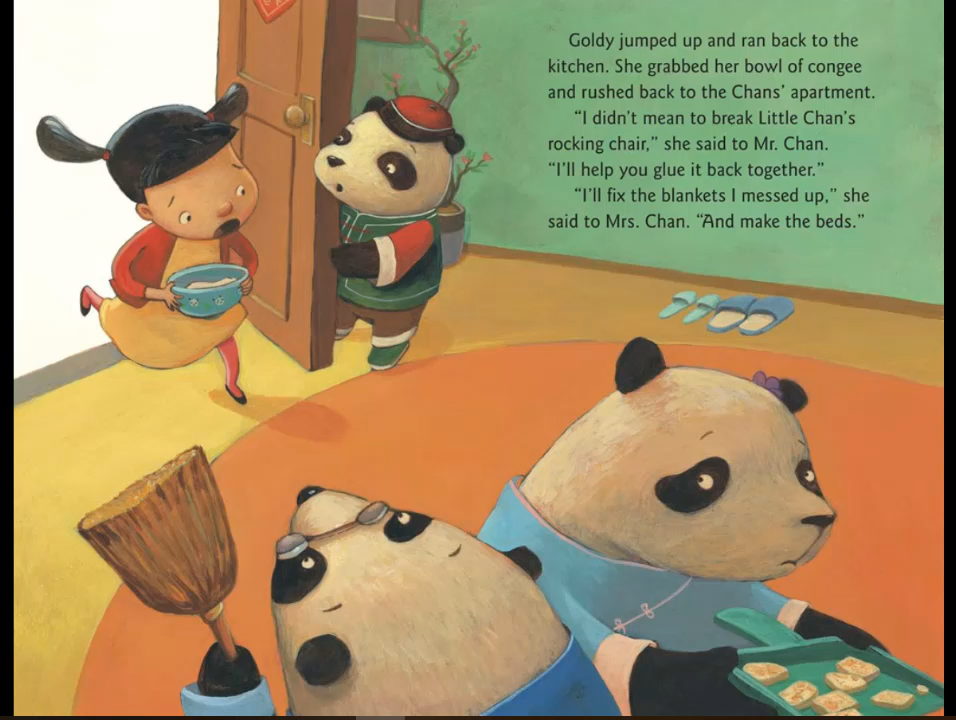 Goldy jumped up and ran back to the
kitchen. She grabbed her bowl of congee
and rushed back to the Chans’ apartment.
“I didn’t mean to break Little Chan’s
rocking chair,” she said to Mr. Chan.
“I’ll help you glue it back together.”
“I’ll fix the blankets I messed up,” she
said to Mrs. Chan. “And make the beds.”